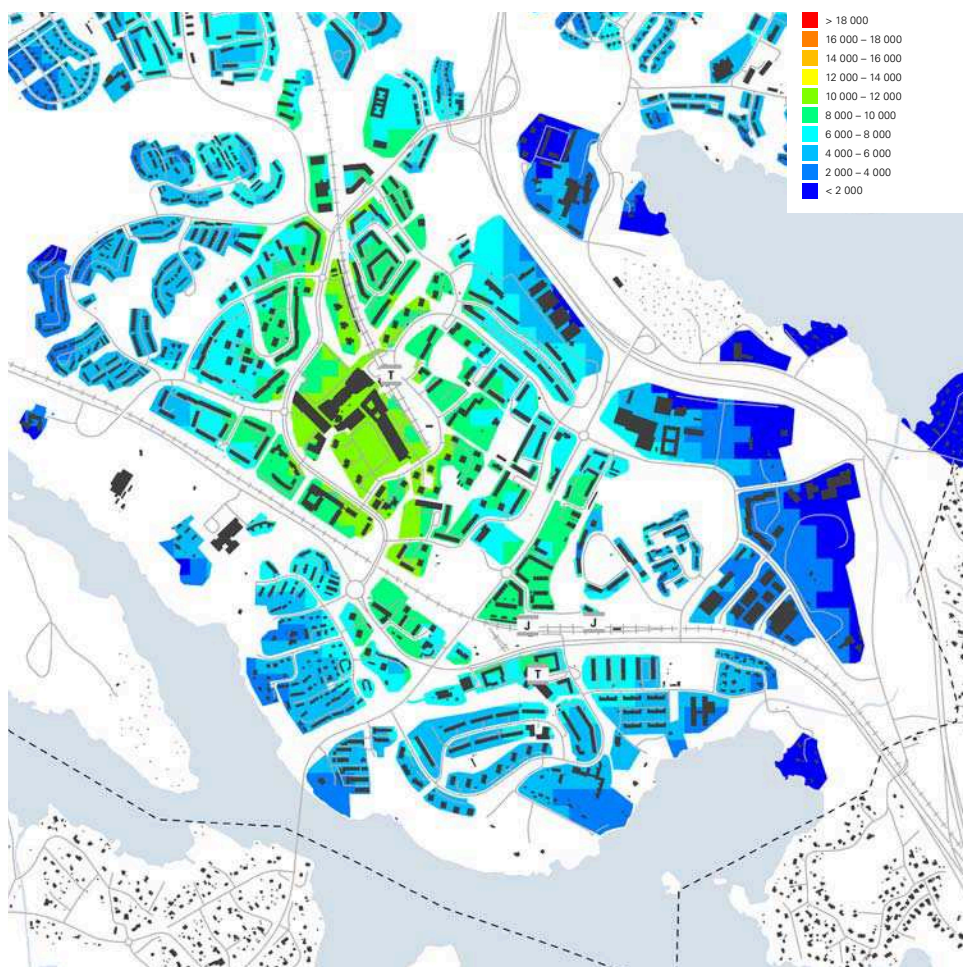 > 18 000
16 000 – 18 000
14 000 – 16 000
12 000 – 14 000
10 000 – 12 000
8 000 – 10 000
6 000 – 8 000
4 000 – 6 000
2 000 – 4 000
< 2 000
T
J
J
T